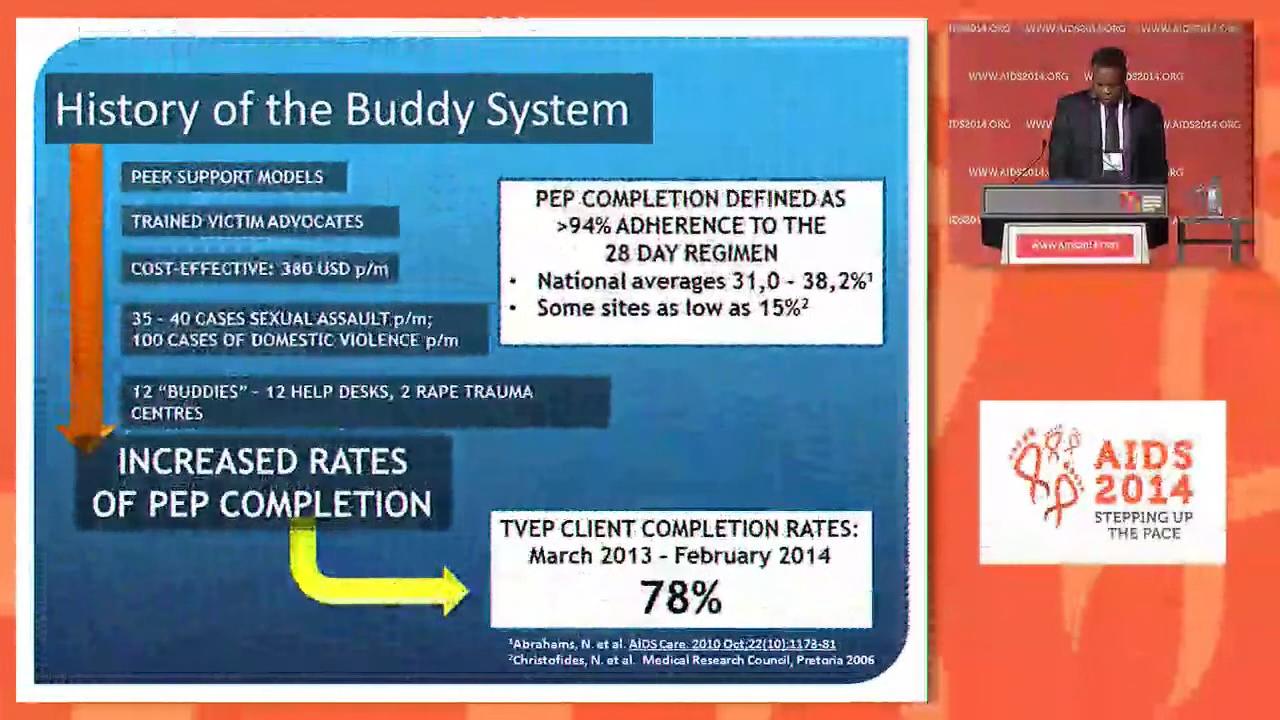 History of the Buddy System
PEER SUPPORT MODELS
TRAINED VICTIM ADVOCATES
COST-EFFECTIVE: 380 USD p/m
35 - 40 CASES SEXUAL ASSAULT p/m;
100 CASES OF DOMESTIC VIOLENCE p/m
12 “BUDDIES” - 12 HELP DESKS, 2 RAPE TRAUMA
CENTRES
INCREASED RATES
OF PEP COMPLETION
PEP COMPLETION DEFINED AS
>94% ADHERENCE TO THE
28 DAY REGIMEN
• National averages 31,0 - 38,2%¹
• Some sites as low as 15%²
TVEP CLIENT COMPLETION RATES:
March 2013 - February 2014
78%
¹Abrahams, N. et al. AIDS Care. 2010 Oct;22(10):1173-81
²Christofides, N. et al. Medical Research Council, Pretoria 2006
WWW.AIDS2014.ORG
AIDS
2014
STEPPING UP
THE PACE